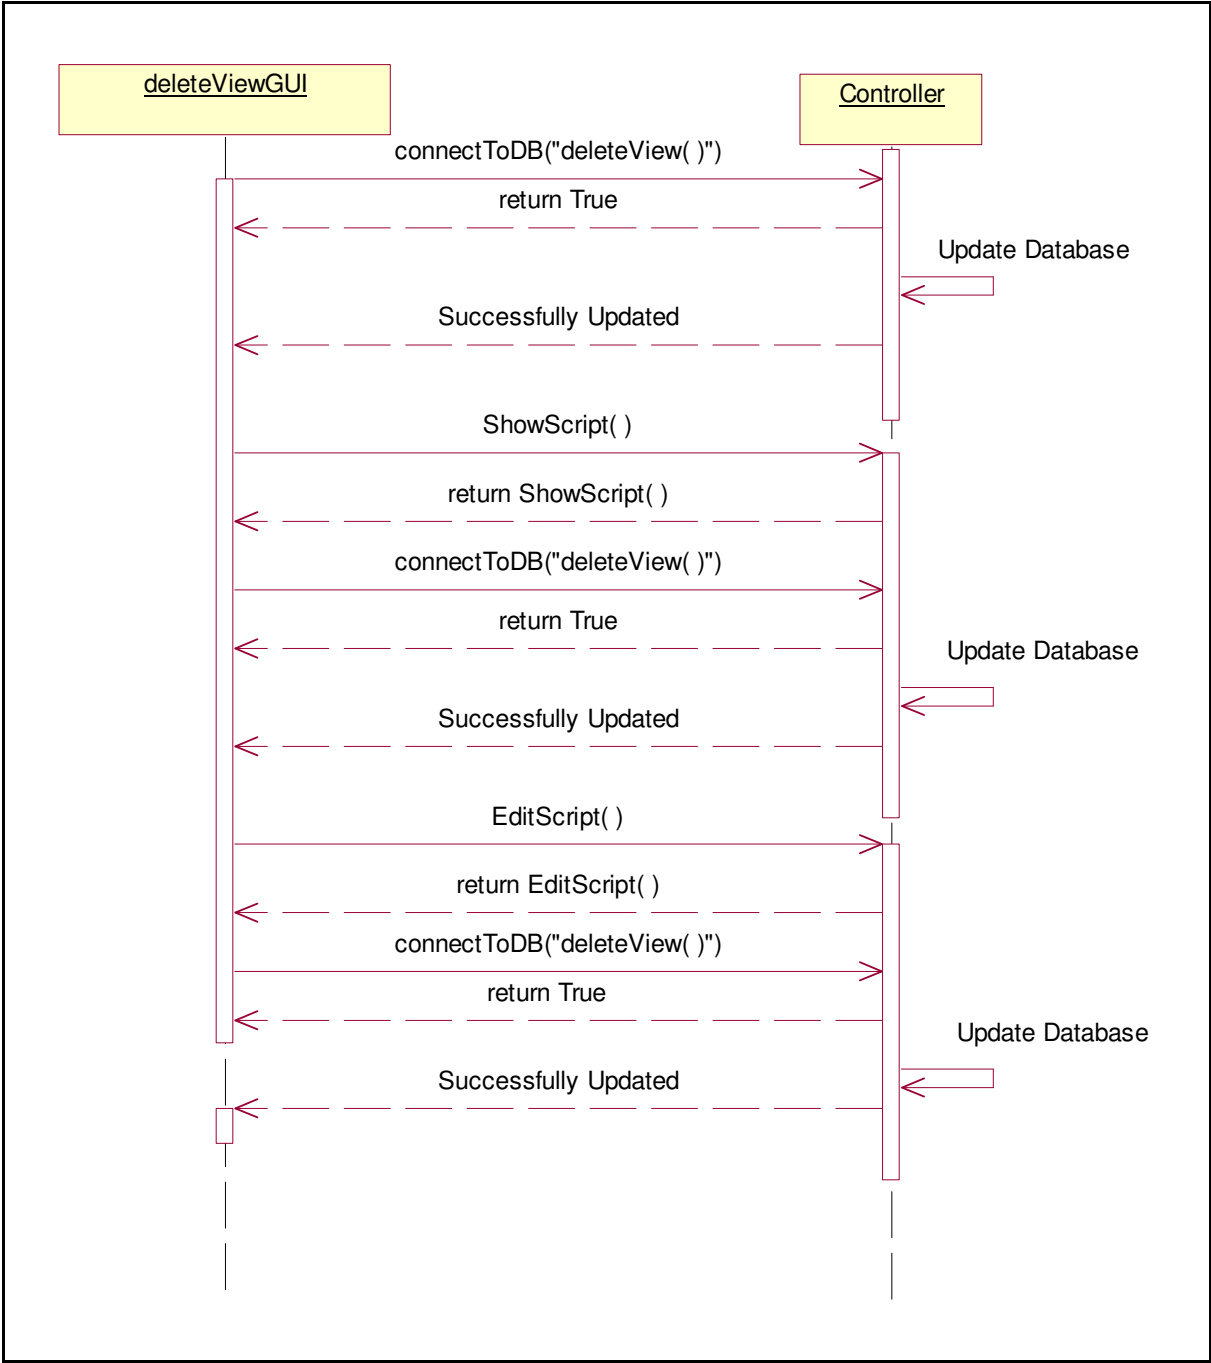 deleteViewGUI
Controller
connectToDB("deleteView( )")
return True
Update Database
Successfully Updated
ShowScript( )
return ShowScript( )
connectToDB("deleteView( )")
return True
Update Database
Successfully Updated
EditScript( )
return EditScript( )
connectToDB("deleteView( )")
return True
Update Database
Successfully Updated